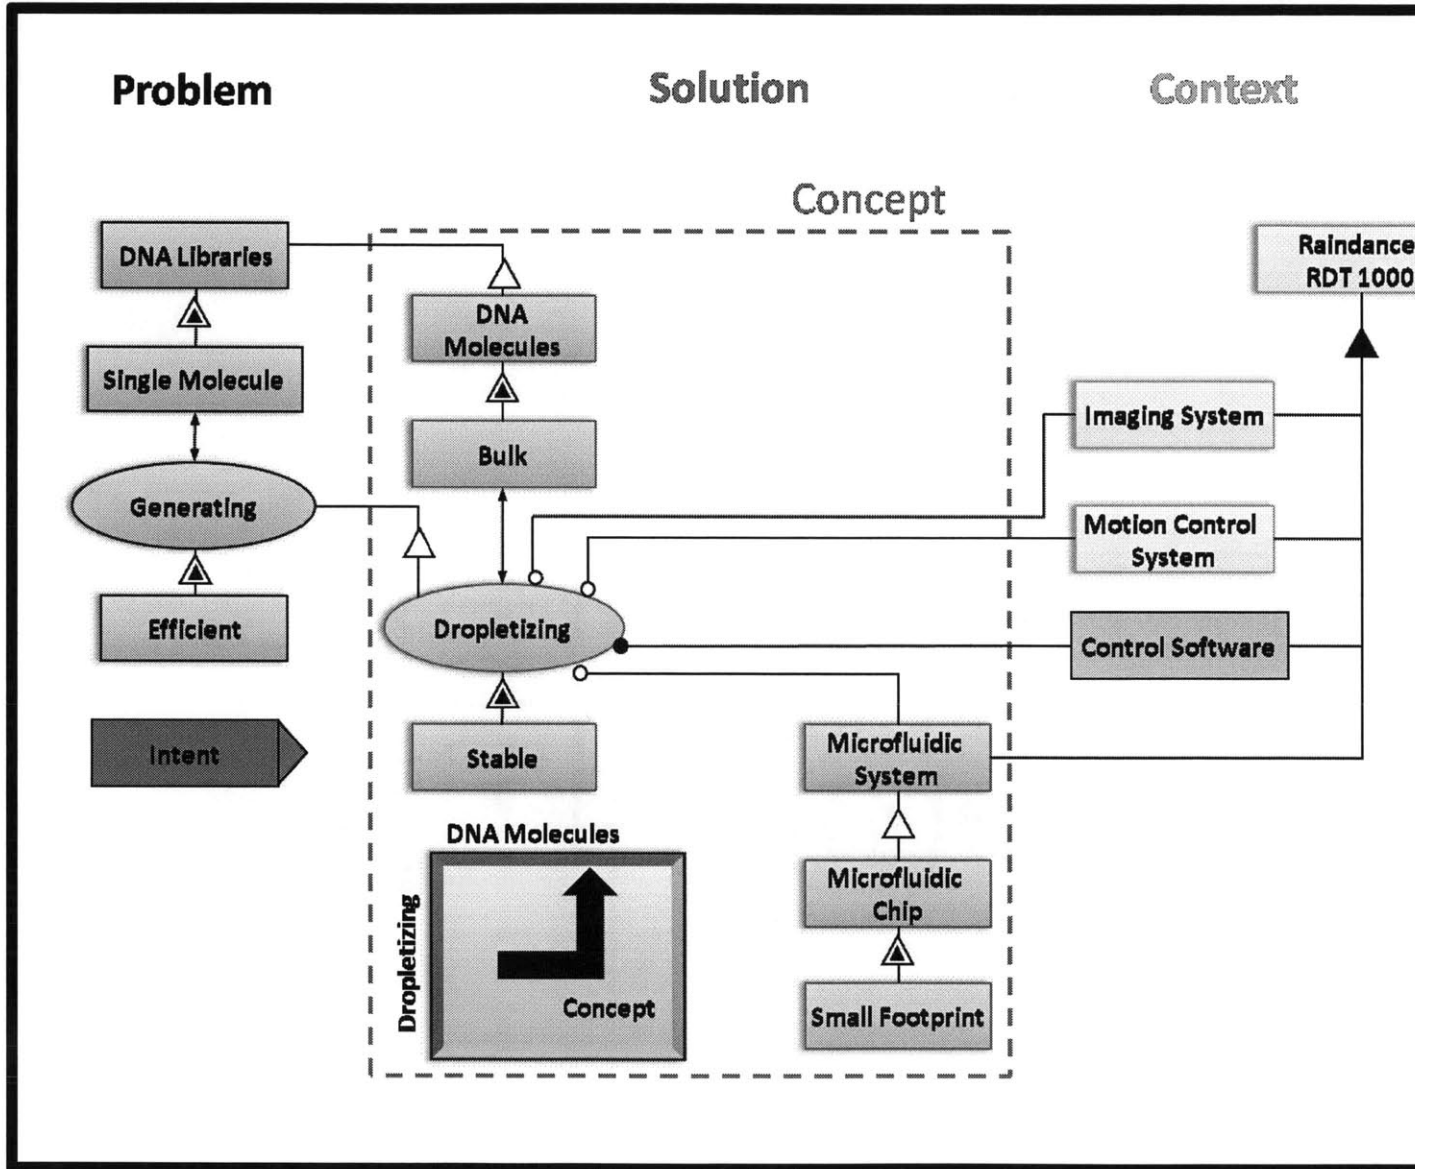 Problem
Solution
Context
Concept
DNA Libraries
Single Molecule
Generating
Efficient
Intent
DNA
Molecules
Bulk
Dropletizing
Stable
DNA Molecules
Dropletizing
Concept
Microfluidic
System
Microfluidic
Chip
Small Footprint
Raindance
RDT 1000
Imaging System
Motion Control
System
Control Software